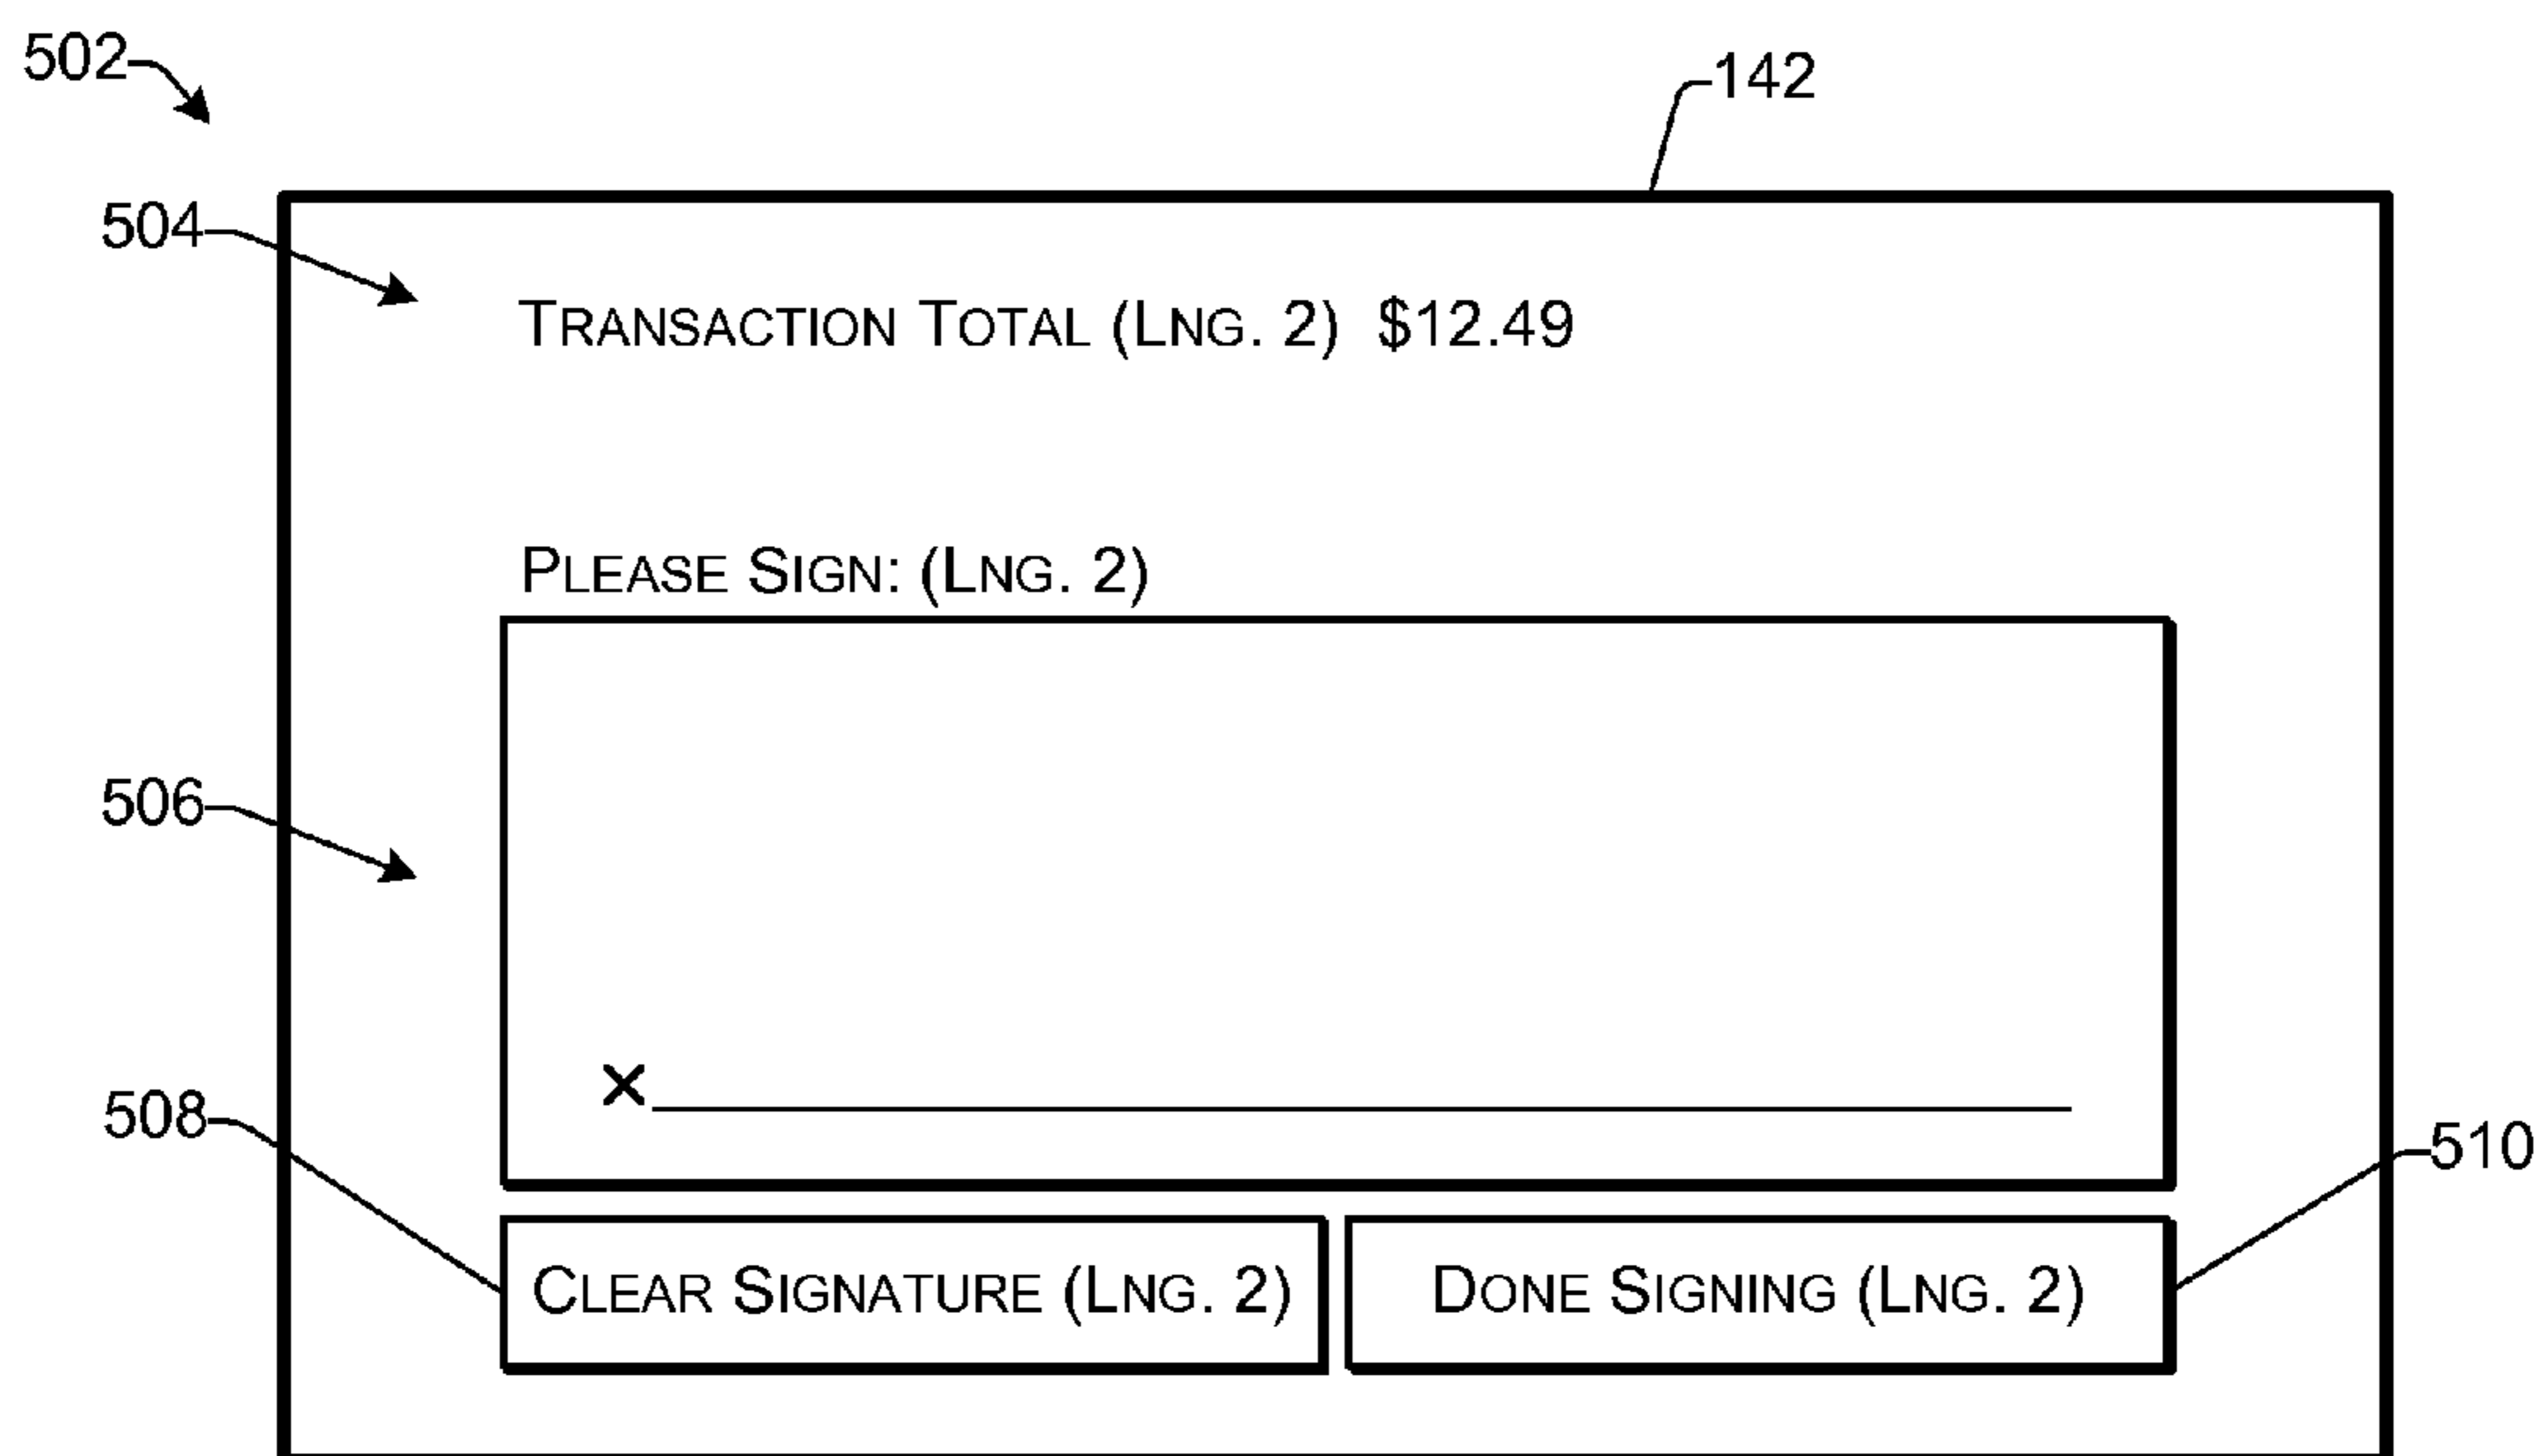 502
142
504
TRANSACTION TOTAL (LNG. 2) $12.49
PLEASE SIGN: (LNG. 2)
506
×
508
510
CLEAR SIGNATURE (LNG. 2)
DONE SIGNING (LNG. 2)